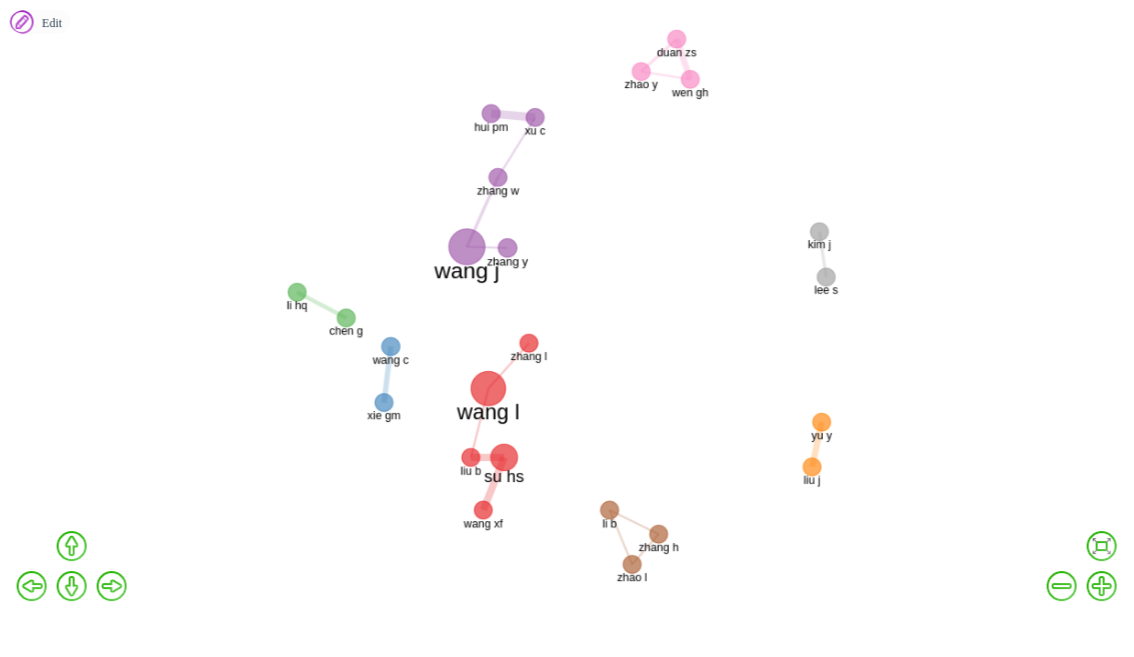 Edit
duan zs
zhao y
wen gh
hui pm
xu c
zhang w
zhang y
wang j
kim j
lee s
li hq
chen g
wang c
xie gm
zhang l
wang l
yu y
liu b
su hs
liu j
wang xf
li b
zhang h
zhao l